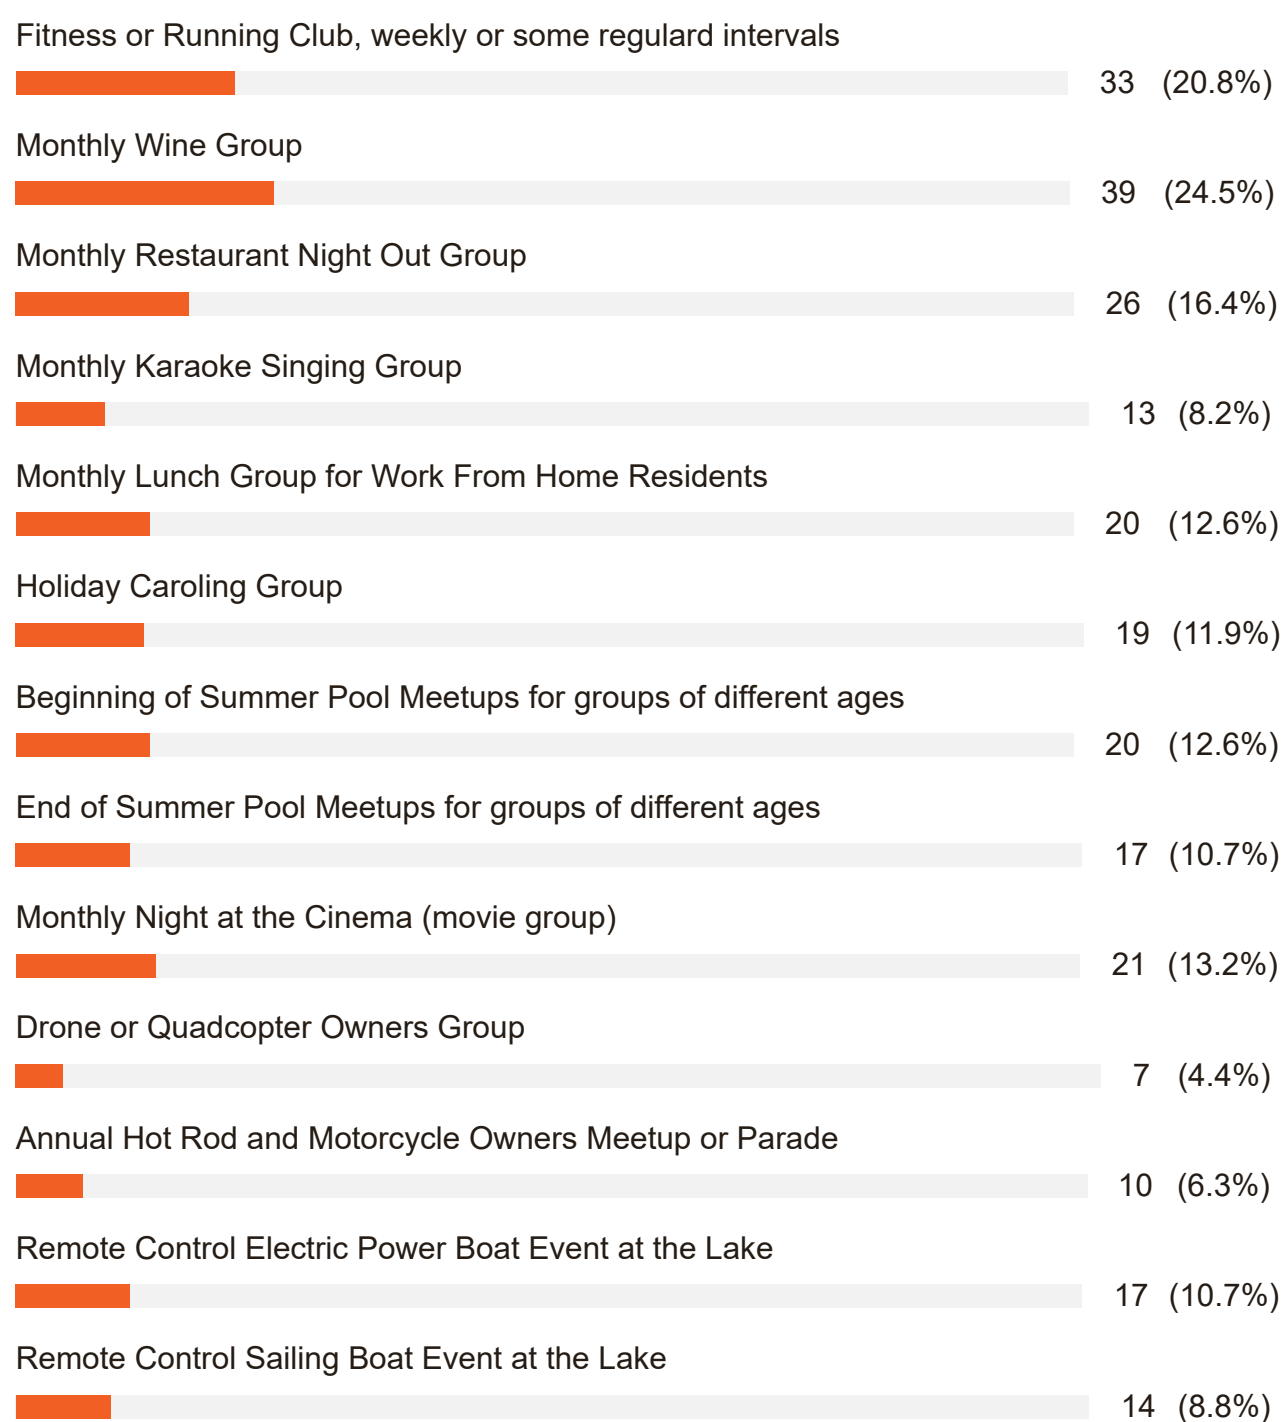 Fitness or Running Club, weekly or some regulard intervals
33 (20.8%)
Monthly Wine Group
39 (24.5%)
Monthly Restaurant Night Out Group
26 (16.4%)
Monthly Karaoke Singing Group
13 (8.2%)
Monthly Lunch Group for Work From Home Residents
20 (12.6%)
Holiday Caroling Group
19 (11.9%)
Beginning of Summer Pool Meetups for groups of different ages
20 (12.6%)
End of Summer Pool Meetups for groups of different ages
17 (10.7%)
Monthly Night at the Cinema (movie group)
21 (13.2%)
Drone or Quadcopter Owners Group
7 (4.4%)
Annual Hot Rod and Motorcycle Owners Meetup or Parade
10 (6.3%)
Remote Control Electric Power Boat Event at the Lake
17 (10.7%)
Remote Control Sailing Boat Event at the Lake
14 (8.8%)